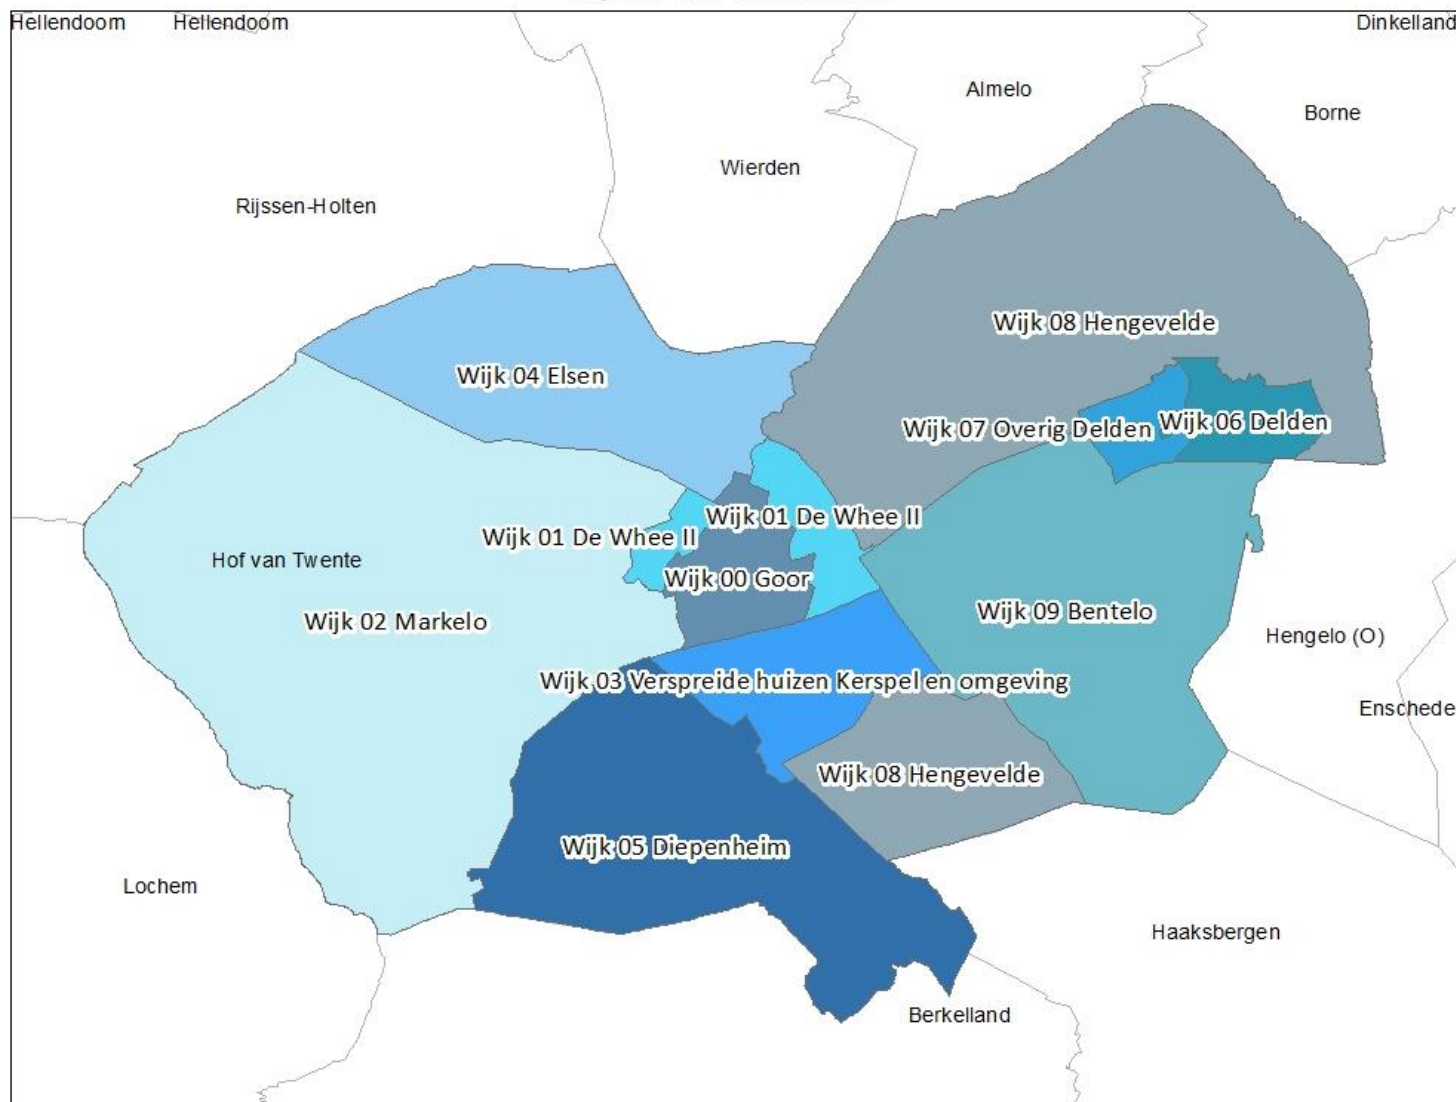 Hellendoorn
Hellendoorn
Dinkelland
Almelo
Borne
Wierden
Rijssen-Holten
Wijk 08 Hengevelde
Wijk 04 Elsen
Wijk 07 Overig Delden
Wijk 06 Delden
Wijk 01 De Whee II
Wijk 01 De Whee II
Hof van Twente
Wijk 00 Goor
Wijk 02 Markelo
Wijk 09 Bentelo
Hengelo (O)
Wijk 03 Verspreide huizen Kerspel en omgeving
Enschede
Wijk 08 Hengevelde
Wijk 05 Diepenheim
Lochem
Haaksbergen
Berkelland